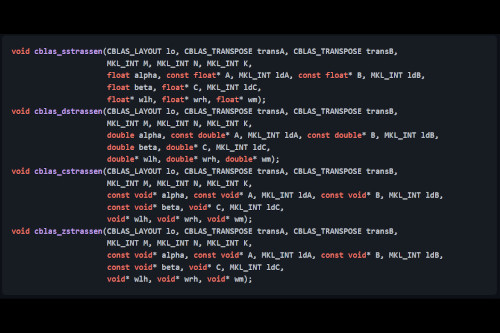 void cblas_sstrassen(CBLAS_LAYOUT lo, CBLAS_TRANSPOSE transA, CBLAS_TRANSPOSE transB,
MKL_INT M, MKL_INT N, MKL_INT K,
float alpha, const float* A, MKL_INT ldA, const float* B, MKL_INT ldB,
float beta, float* C, MKL_INT ldC,
float* wlh, float* wrh, float* wm);
void cblas_dstrassen(CBLAS_LAYOUT lo, CBLAS_TRANSPOSE transA, CBLAS_TRANSPOSE transB,
MKL_INT M, MKL_INT N, MKL_INT K,
double alpha, const double* A, MKL_INT ldA, const double* B, MKL_INT ldB,
double beta, double* C, MKL_INT ldC,
double* wlh, double* wrh, double* wm);
void cblas_cstrassen(CBLAS_LAYOUT lo, CBLAS_TRANSPOSE transA, CBLAS_TRANSPOSE transB,
MKL_INT M, MKL_INT N, MKL_INT K,
const void* alpha, const void* A, MKL_INT ldA, const void* B, MKL_INT ldB,
const void* beta, void* C, MKL_INT ldC,
void* wlh, void* wrh, void* wm);
void cblas_zstrassen(CBLAS_LAYOUT lo, CBLAS_TRANSPOSE transA, CBLAS_TRANSPOSE transB,
MKL_INT M, MKL_INT N, MKL_INT K,
const void* alpha, const void* A, MKL_INT ldA, const void* B, MKL_INT ldB,
const void* beta, void* C, MKL_INT ldC,
void* wlh, void* wrh, void* wm);